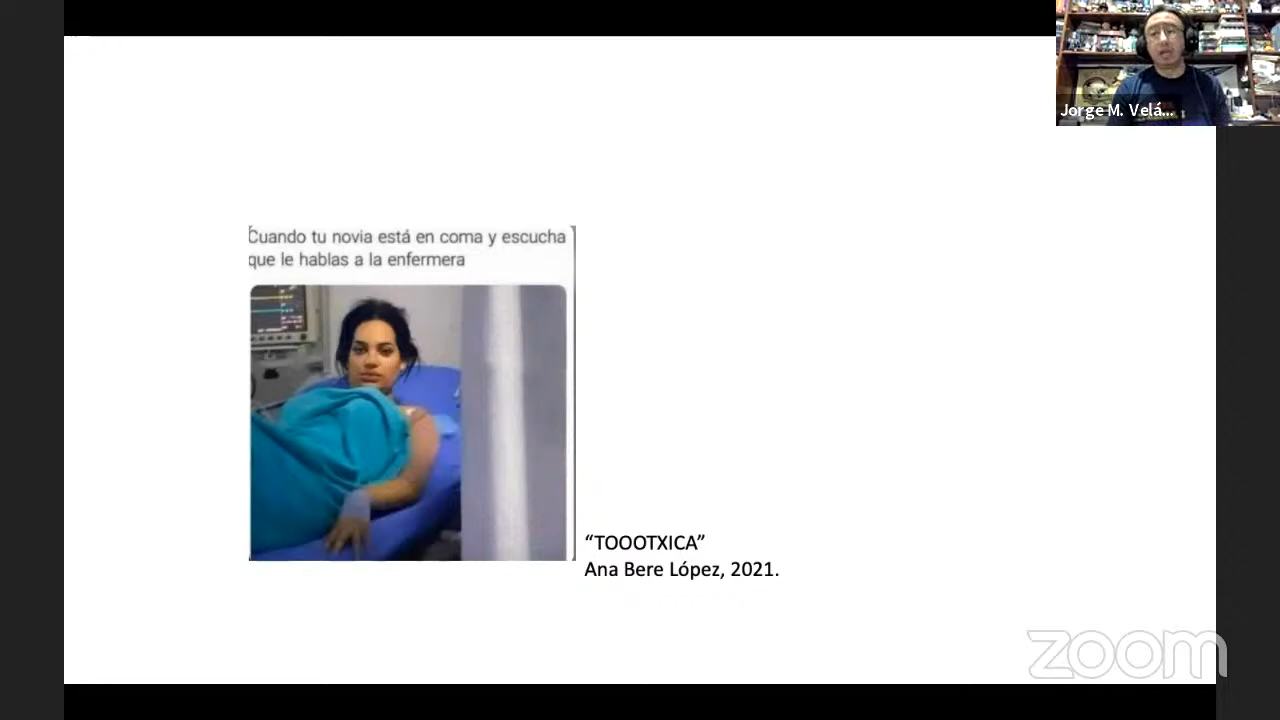 Jorge M. Velá...
Cuando tu novia está en coma y escucha
que le hablas a la enfermera
“TOOOTXICA”
Ana Bere López, 2021.
zoom